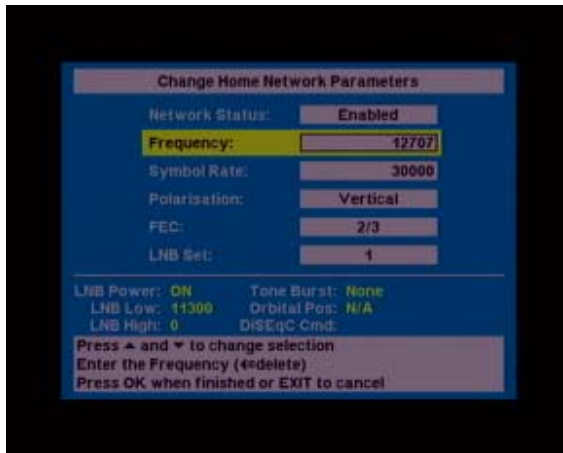 Change Home Network Parameters
Network Status: Enabled
Frequency: 12707
Symbol Rate: 30000
Polarisation: Vertical
FEC: 2/3
LNB Set: 1
LNB Power: ON Tone Burst: None
LNB Low: 11300 Orbital Pos: N/A
LNB High: 0 DiSEqC Cmd:
Press ▲ and ▼ to change selection
Enter the Frequency (⇐delete)
Press OK when finished or EXIT to cancel